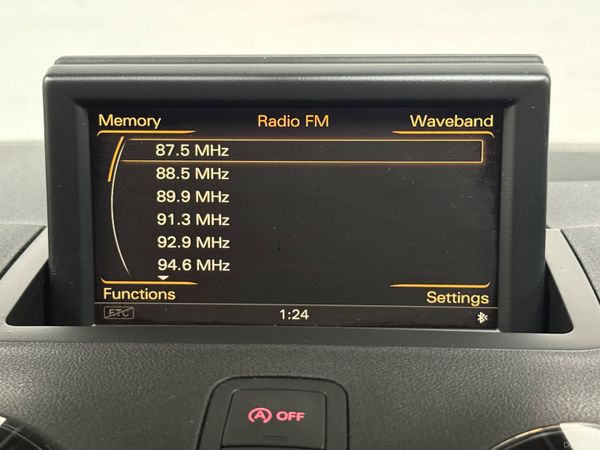 Memory Radio FM Waveband
87.5 MHz
88.5 MHz
89.9 MHz
91.3 MHz
92.9 MHz
94.6 MHz
Functions Settings
ETC 1:24
A OFF